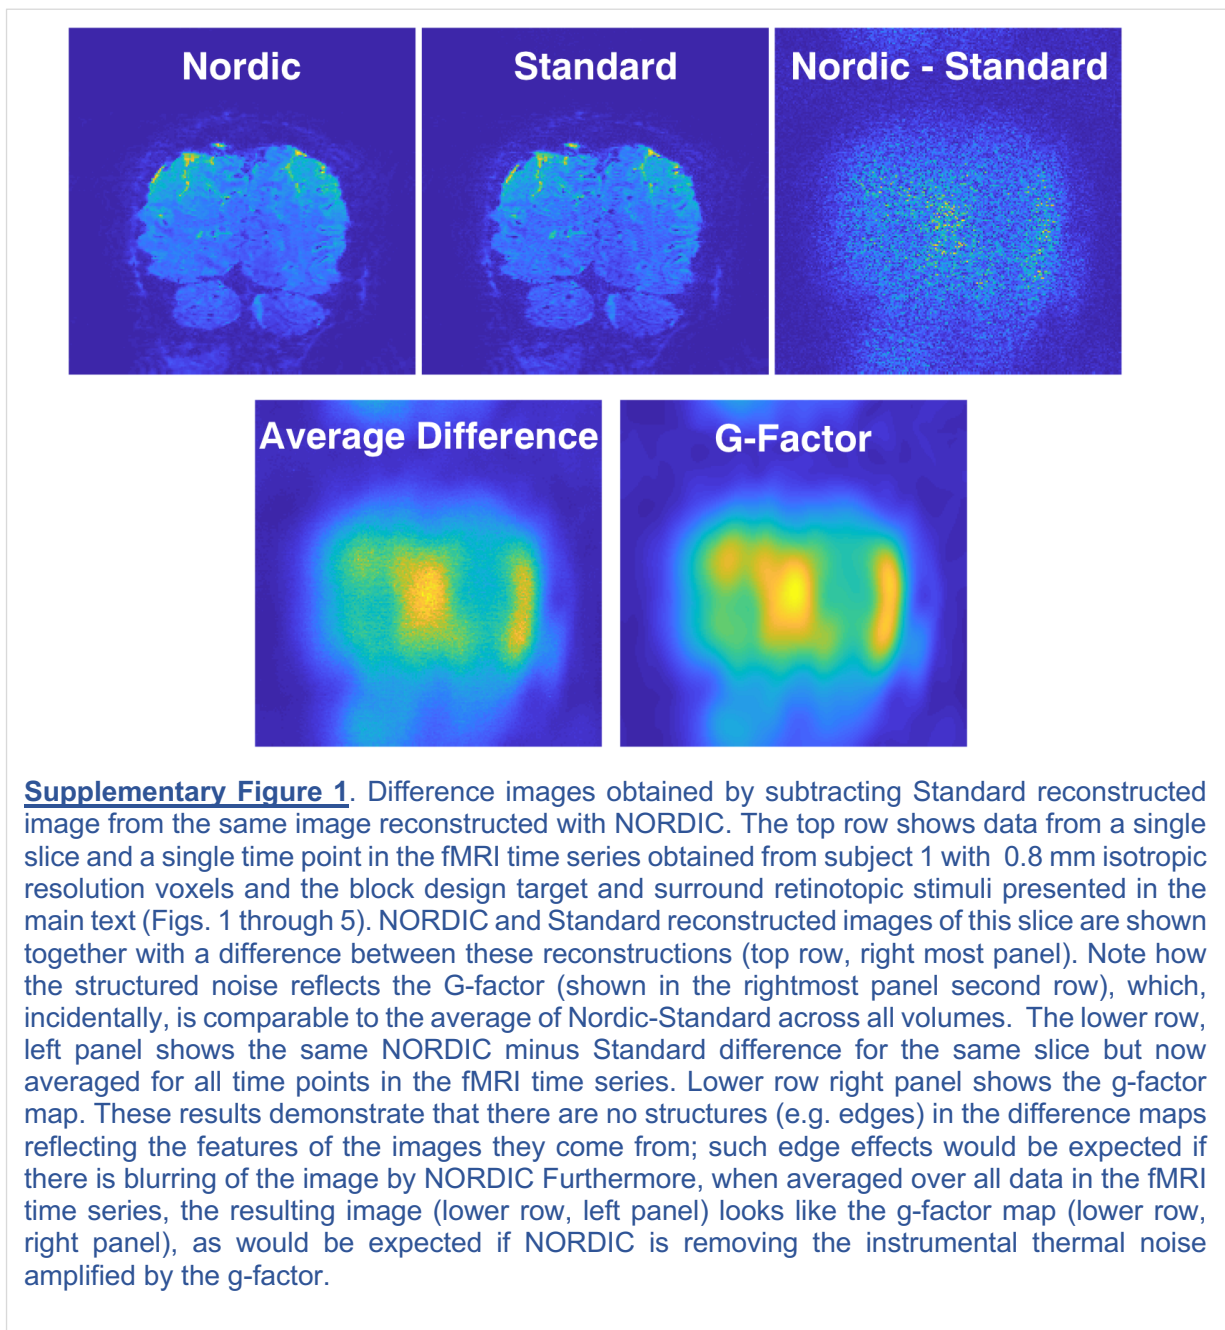 Nordic
Standard
Nordic - Standard
Average Difference
G-Factor
Supplementary Figure 1. Difference images obtained by subtracting Standard reconstructed
image from the same image reconstructed with NORDIC. The top row shows data from a single
slice and a single time point in the fMRI time series obtained from subject 1 with  0.8 mm isotropic
resolution voxels and the block design target and surround retinotopic stimuli presented in the
main text (Figs. 1 through 5). NORDIC and Standard reconstructed images of this slice are shown
together with a difference between these reconstructions (top row, right most panel). Note how
the structured noise reflects the G-factor (shown in the rightmost panel second row), which,
incidentally, is comparable to the average of Nordic-Standard across all volumes.  The lower row,
left panel shows the same NORDIC minus Standard difference for the same slice but now
averaged for all time points in the fMRI time series. Lower row right panel shows the g-factor
map. These results demonstrate that there are no structures (e.g. edges) in the difference maps
reflecting the features of the images they come from; such edge effects would be expected if
there is blurring of the image by NORDIC Furthermore, when averaged over all data in the fMRI
time series, the resulting image (lower row, left panel) looks like the g-factor map (lower row,
right panel), as would be expected if NORDIC is removing the instrumental thermal noise
amplified by the g-factor.